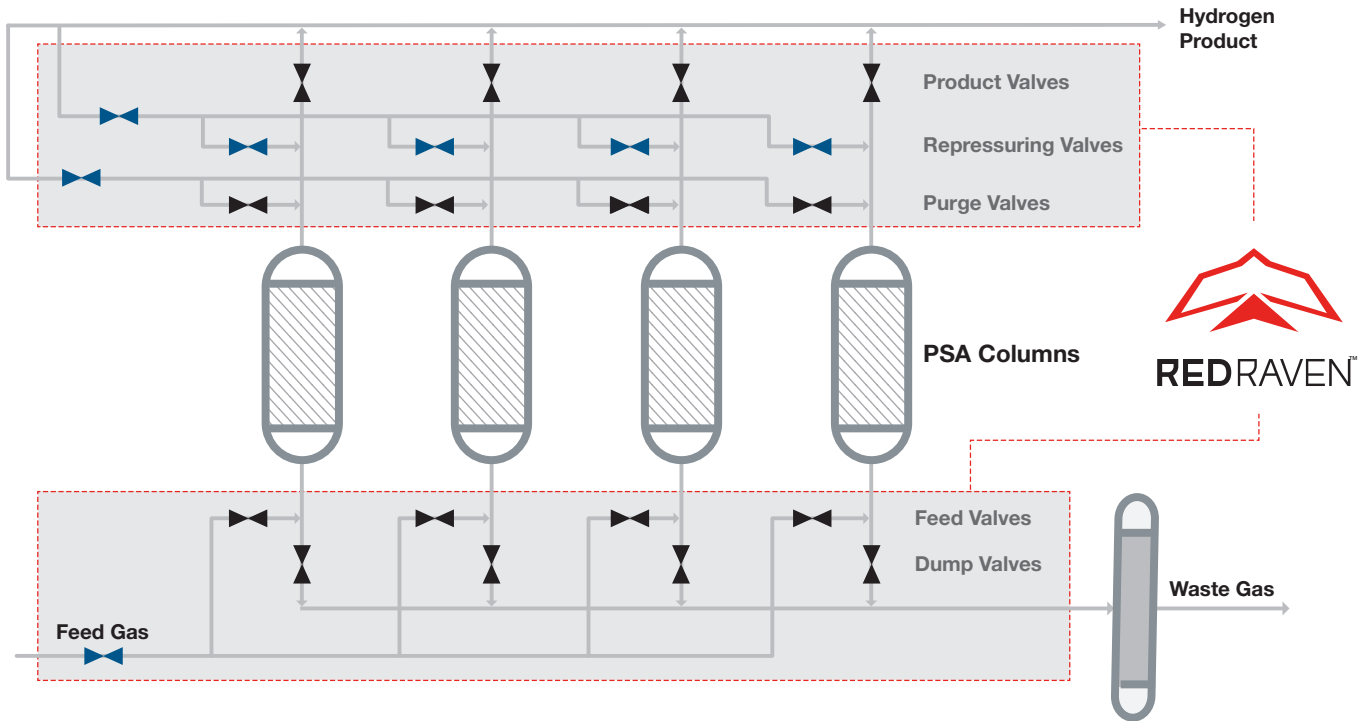 Hydrogen
Product
Product Valves
Repressuring Valves
Purge Valves
PSA Columns
REDRAVEN™
Feed Valves
Dump Valves
Waste Gas
Feed Gas